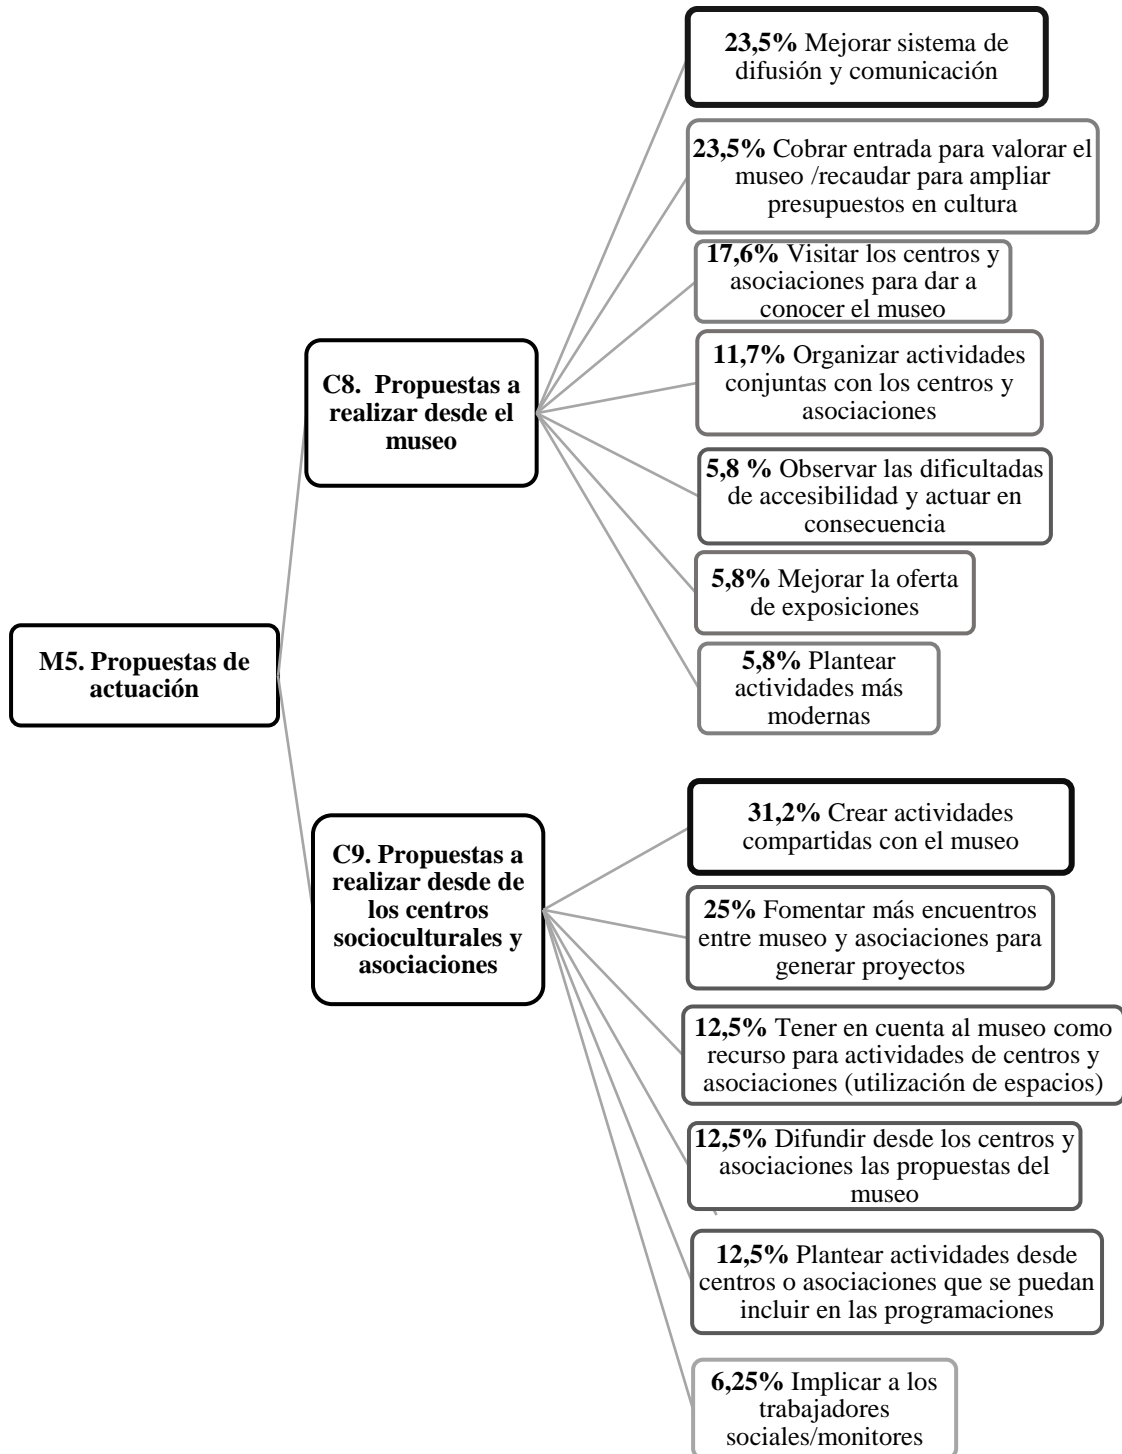 23,5% Mejorar sistema de
difusión y comunicación
23,5% Cobrar entrada para valorar el
museo /recaudar para ampliar
presupuestos en cultura
17,6% Visitar los centros y
asociaciones para dar a
conocer el museo
C8. Propuestas a
realizar desde el
museo
11,7% Organizar actividades
conjuntas con los centros y
asociaciones
5,8 % Observar las dificultadas
de accesibilidad y actuar en
consecuencia
5,8% Mejorar la oferta
de exposiciones
5,8% Plantear
actividades más
modernas
M5. Propuestas de
actuación
C9. Propuestas a
realizar desde de
los centros
socioculturales y
asociaciones
31,2% Crear actividades
compartidas con el museo
25% Fomentar más encuentros
entre museo y asociaciones para
generar proyectos
12,5% Tener en cuenta al museo como
recurso para actividades de centros y
asociaciones (utilización de espacios)
12,5% Difundir desde los centros y
asociaciones las propuestas del
museo
12,5% Plantear actividades desde
centros o asociaciones que se puedan
incluir en las programaciones
6,25% Implicar a los
trabajadores
sociales/monitores